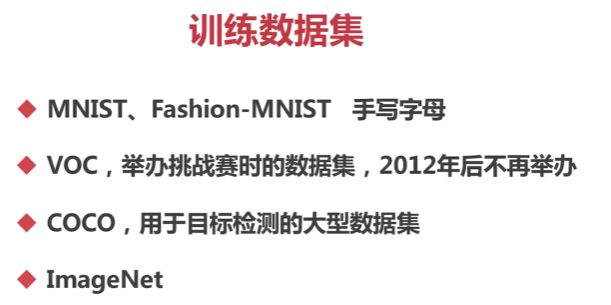 训练数据集
MNIST、Fashion-MNIST 手写字母
VOC，举办挑战赛时的数据集，2012年后不再举办
COCO，用于目标检测的大型数据集
ImageNet